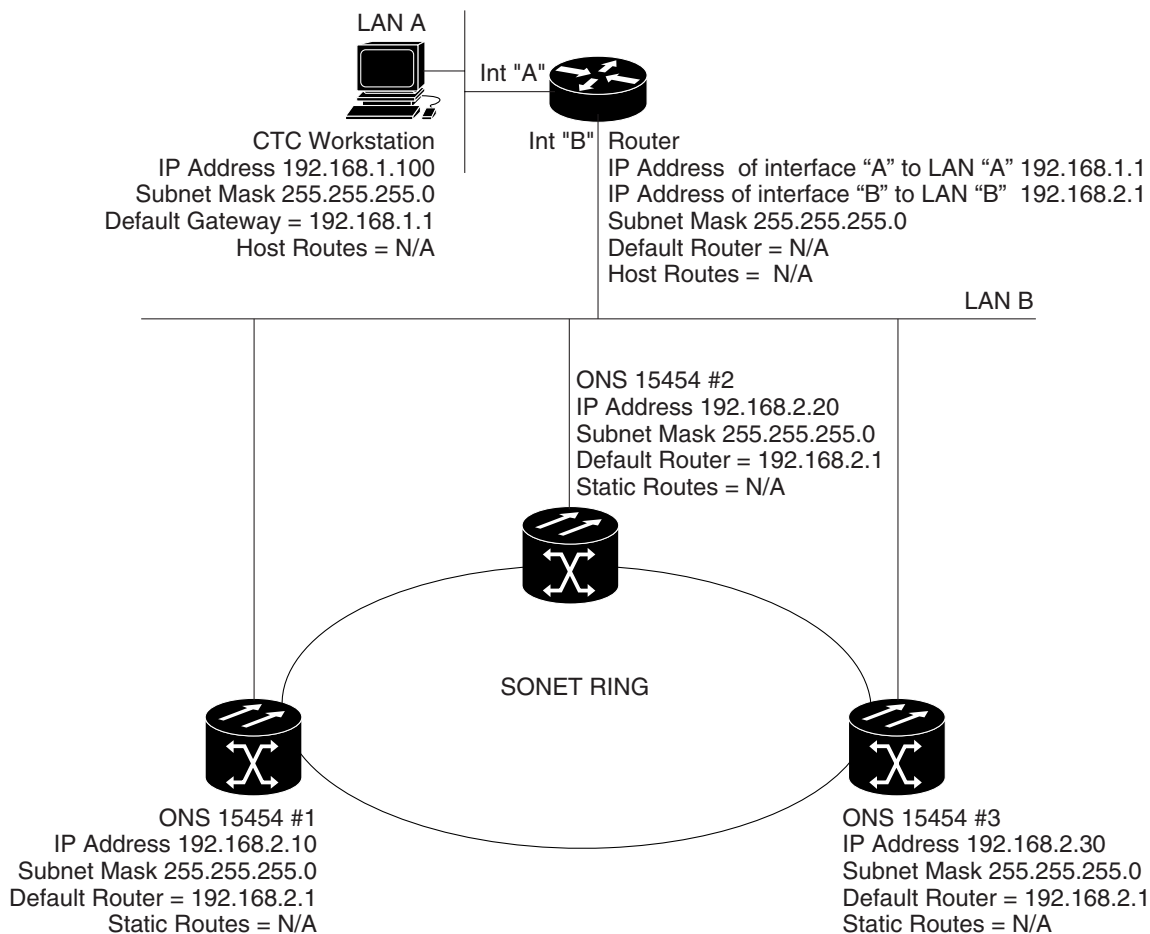 LAN A
Int "A"
CTC Workstation
IP Address 192.168.1.100
Subnet Mask 255.255.255.0
Default Gateway = 192.168.1.1
Host Routes = N/A
Int "B"
Router
IP Address of interface “A” to LAN “A” 192.168.1.1
IP Address of interface “B” to LAN “B” 192.168.2.1
Subnet Mask 255.255.255.0
Default Router = N/A
Host Routes = N/A
LAN B
ONS 15454 #2
IP Address 192.168.2.20
Subnet Mask 255.255.255.0
Default Router = 192.168.2.1
Static Routes = N/A
SONET RING
ONS 15454 #1
IP Address 192.168.2.10
Subnet Mask 255.255.255.0
Default Router = 192.168.2.1
Static Routes = N/A
ONS 15454 #3
IP Address 192.168.2.30
Subnet Mask 255.255.255.0
Default Router = 192.168.2.1
Static Routes = N/A